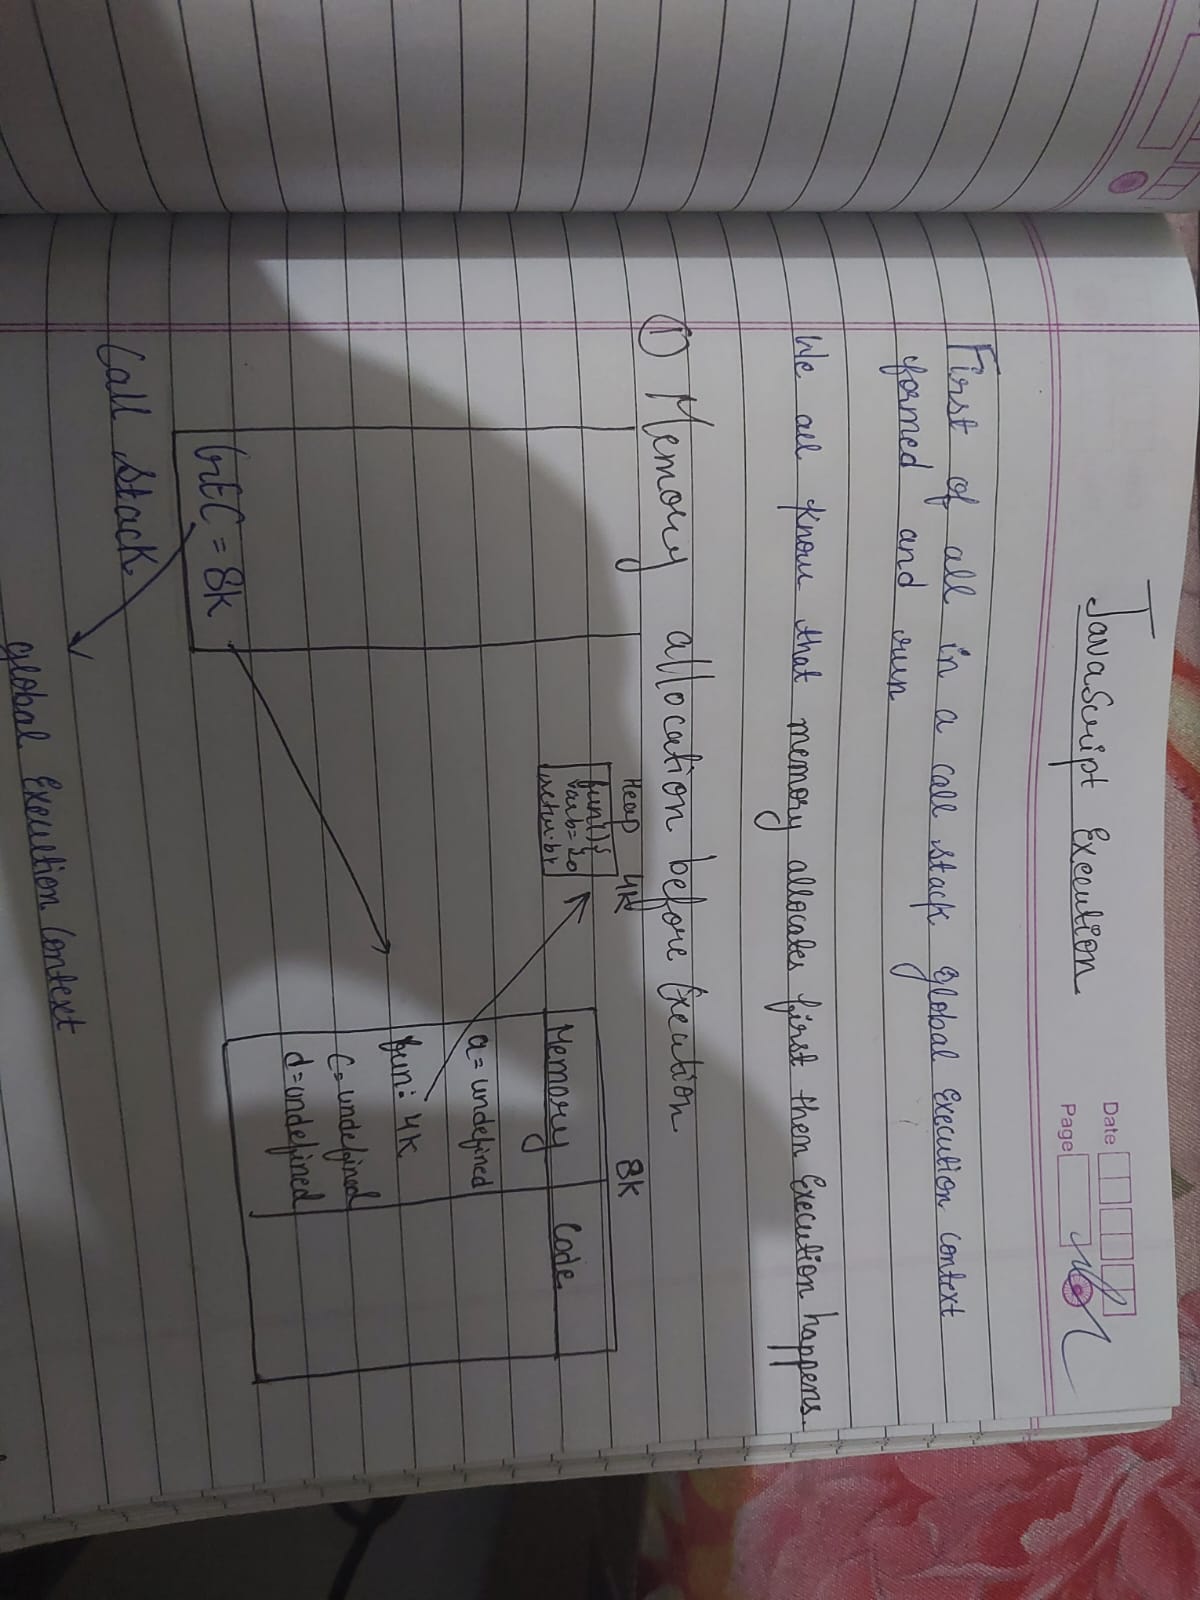 Date
Page
JavaScript Execution
First of all in a call stack global Execution context
formed and run
We all know that memory allocates first then Execution happens.
① Memory allocation before Execution
Heap 4K
8K
fun(){
var b=20
Memory Code
a = undefined
fun: 4K
C = undefined
d = undefined
GEC = 8K
Call Stack
global Execution Context